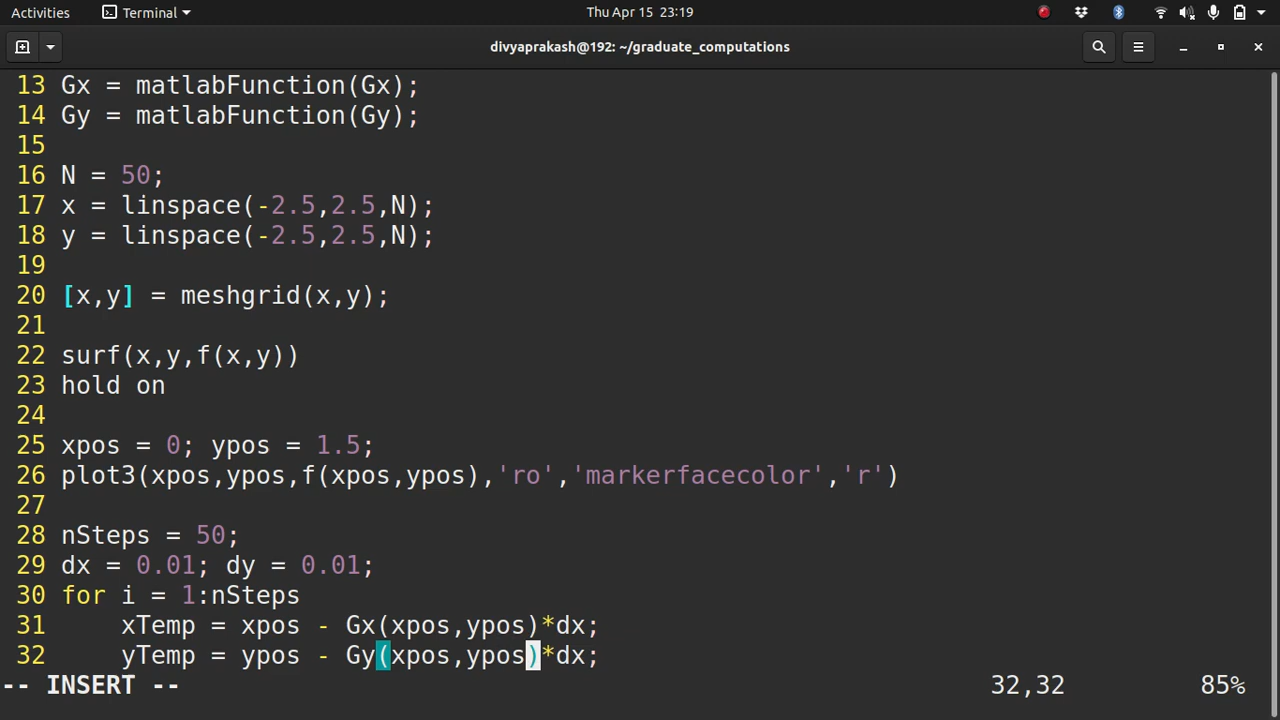 Activities Terminal Thu Apr 15 23:19
divyaprakash@192: ~/graduate_computations
13 Gx = matlabFunction(Gx);
14 Gy = matlabFunction(Gy);
15
16 N = 50;
17 x = linspace(-2.5,2.5,N);
18 y = linspace(-2.5,2.5,N);
19
20 [x,y] = meshgrid(x,y);
21
22 surf(x,y,f(x,y))
23 hold on
24
25 xpos = 0; ypos = 1.5;
26 plot3(xpos,ypos,f(xpos,ypos),'ro','markerfacecolor','r')
27
28 nSteps = 50;
29 dx = 0.01; dy = 0.01;
30 for i = 1:nSteps
31     xTemp = xpos - Gx(xpos,ypos)*dx;
32     yTemp = ypos - Gy(xpos,ypos)*dx;
-- INSERT -- 32,32 85%